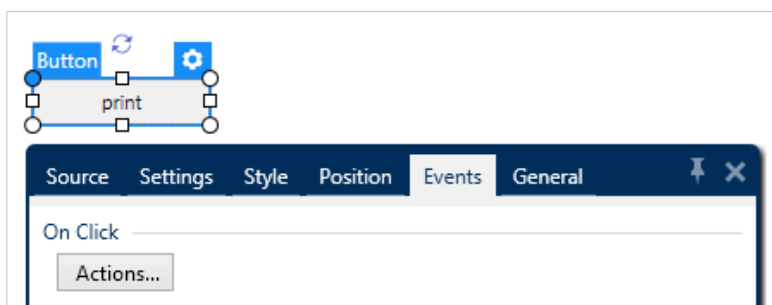 Button
print
Source Settings Style Position Events General
On Click
Actions...